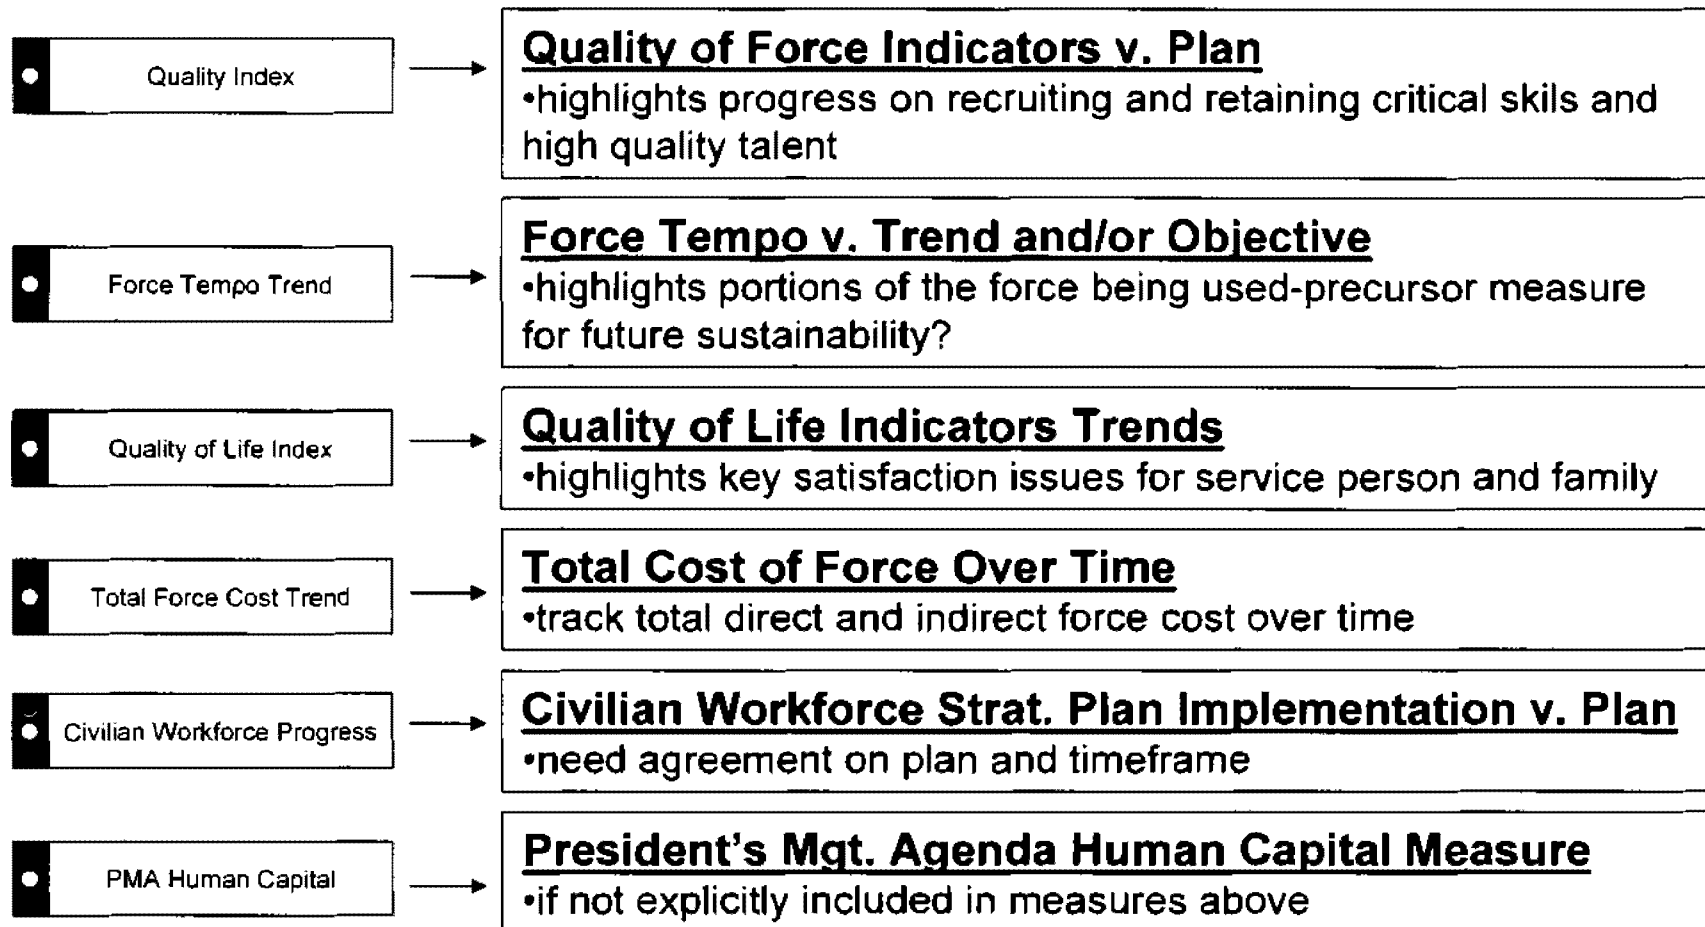 Quality Index
Quality of Force Indicators v. Plan
•highlights progress on recruiting and retaining critical skils and
high quality talent
Force Tempo Trend
Force Tempo v. Trend and/or Objective
•highlights portions of the force being used-precursor measure
for future sustainability?
Quality of Life Index
Quality of Life Indicators Trends
•highlights key satisfaction issues for service person and family
Total Force Cost Trend
Total Cost of Force Over Time
•track total direct and indirect force cost over time
Civilian Workforce Progress
Civilian Workforce Strat. Plan Implementation v. Plan
•need agreement on plan and timeframe
PMA Human Capital
President's Mgt. Agenda Human Capital Measure
•if not explicitly included in measures above